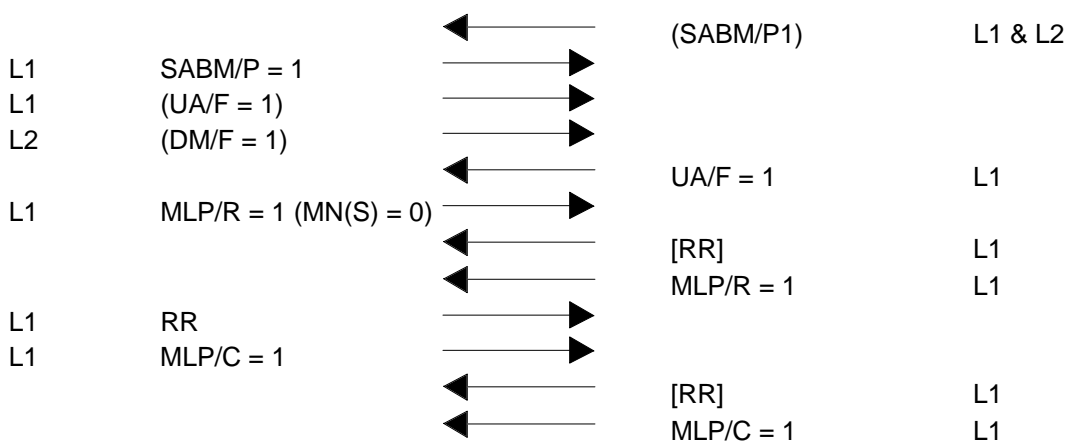 (SABM/P1) L1 & L2
L1 SABM/P = 1
L1 (UA/F = 1)
L2 (DM/F = 1)
UA/F = 1 L1
L1 MLP/R = 1 (MN(S) = 0)
[RR] L1
MLP/R = 1 L1
L1 RR
L1 MLP/C = 1
[RR] L1
MLP/C = 1 L1